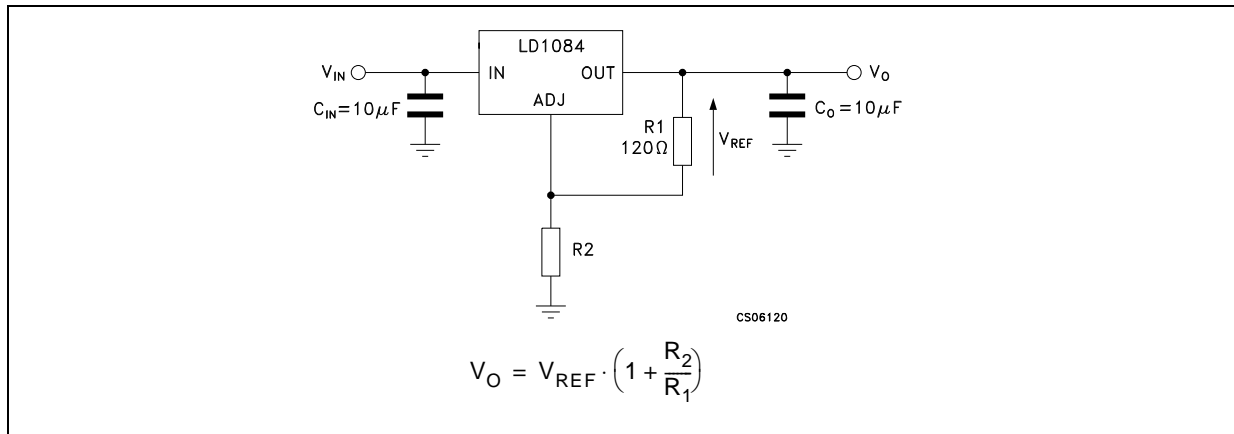 LD1084
V_IN
IN
OUT
V_O
ADJ
C_IN=10μF
R1
120Ω
V_REF
C_O=10μF
R2
CS06120
V_O = V_REF · (1 + R_2/R_1)